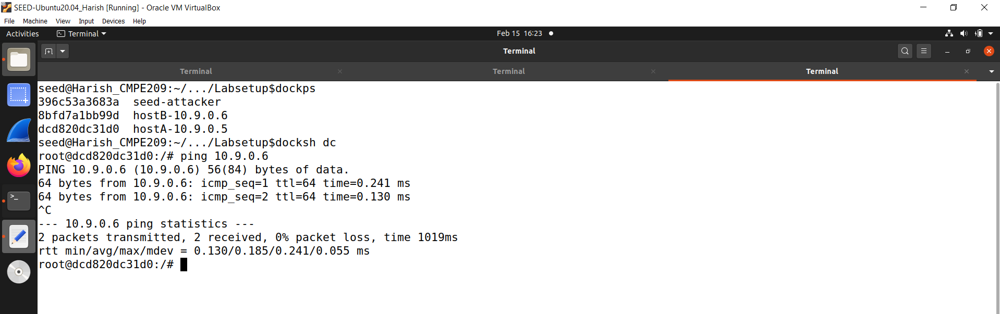 SEED-Ubuntu20.04_Harish [Running] - Oracle VM VirtualBox
File Machine View Input Devices Help
Activities Terminal Feb 15 16:23
Terminal
Terminal Terminal Terminal
seed@Harish_CMPE209:~/.../Labsetup$dockps
396c53a3683a  seed-attacker
8bfd7a1bb99d  hostB-10.9.0.6
dcd820dc31d0  hostA-10.9.0.5
seed@Harish_CMPE209:~/.../Labsetup$docksh dc
root@dcd820dc31d0:/# ping 10.9.0.6
PING 10.9.0.6 (10.9.0.6) 56(84) bytes of data.
64 bytes from 10.9.0.6: icmp_seq=1 ttl=64 time=0.241 ms
64 bytes from 10.9.0.6: icmp_seq=2 ttl=64 time=0.130 ms
^C
--- 10.9.0.6 ping statistics ---
2 packets transmitted, 2 received, 0% packet loss, time 1019ms
rtt min/avg/max/mdev = 0.130/0.185/0.241/0.055 ms
root@dcd820dc31d0:/#